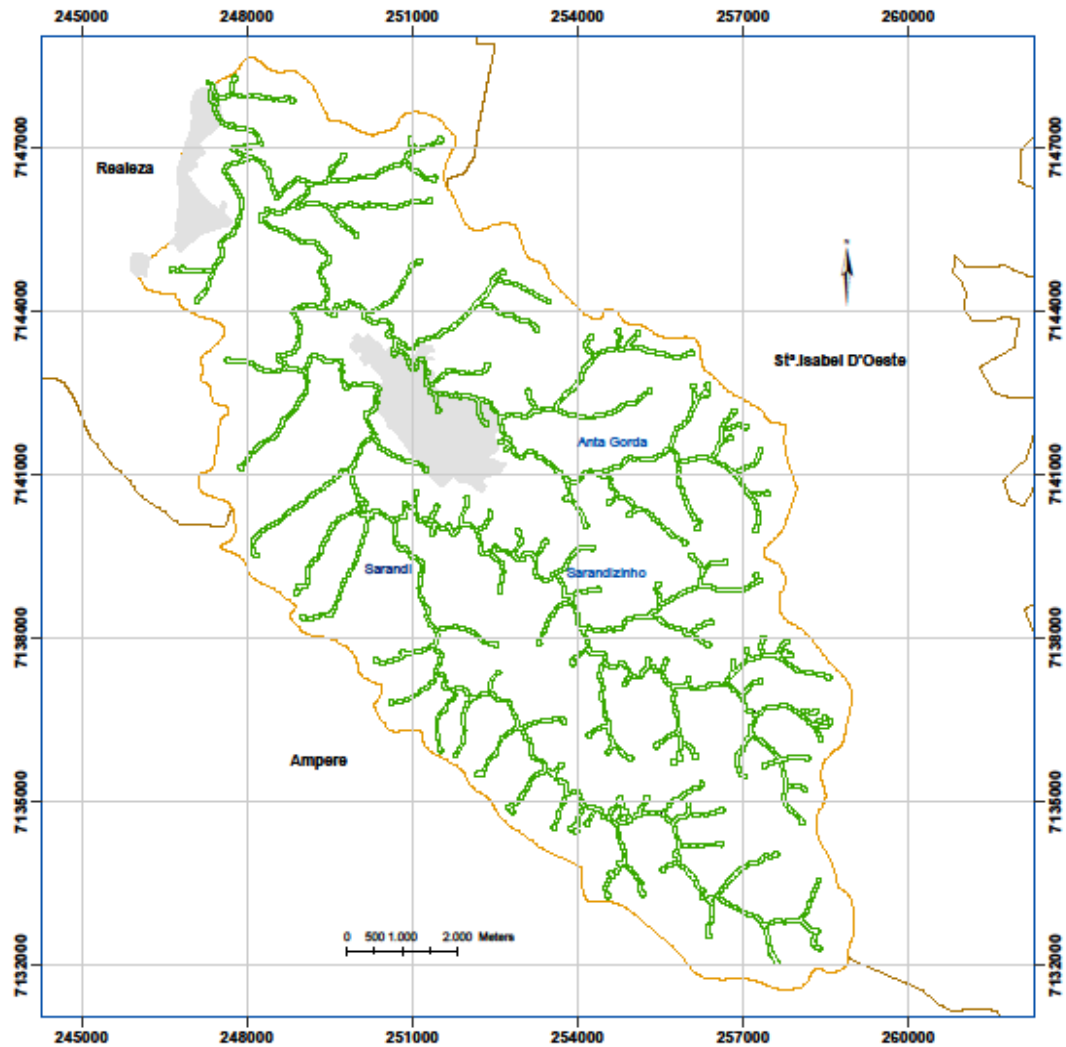 245000 248000 251000 254000 257000 260000
7147000 7147000
Realeza
7144000 7144000
Stª.Isabel D'Oeste
Anta Gorda
7141000 7141000
Sarandi Sarandizinho
7138000 7138000
Ampere
7135000 7135000
0 500 1.000 2.000 Meters
7132000 7132000
245000 248000 251000 254000 257000 260000